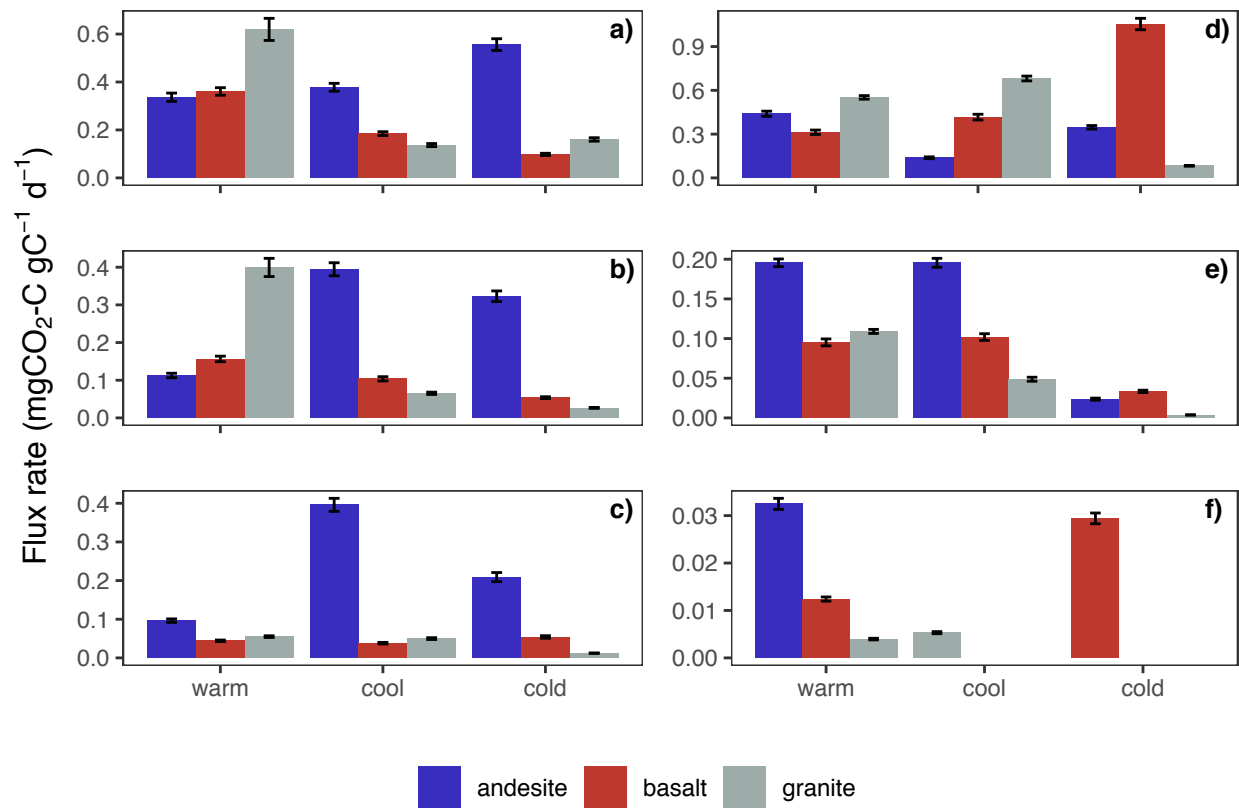 Flux rate (mgCO₂-C gC⁻¹ d⁻¹)
a)
0.6
0.4
0.2
0.0
d)
0.9
0.6
0.3
0.0
b)
0.4
0.3
0.2
0.1
0.0
e)
0.20
0.15
0.10
0.05
0.00
c)
0.4
0.3
0.2
0.1
0.0
warm cool cold
f)
0.03
0.02
0.01
0.00
warm cool cold
andesite basalt granite